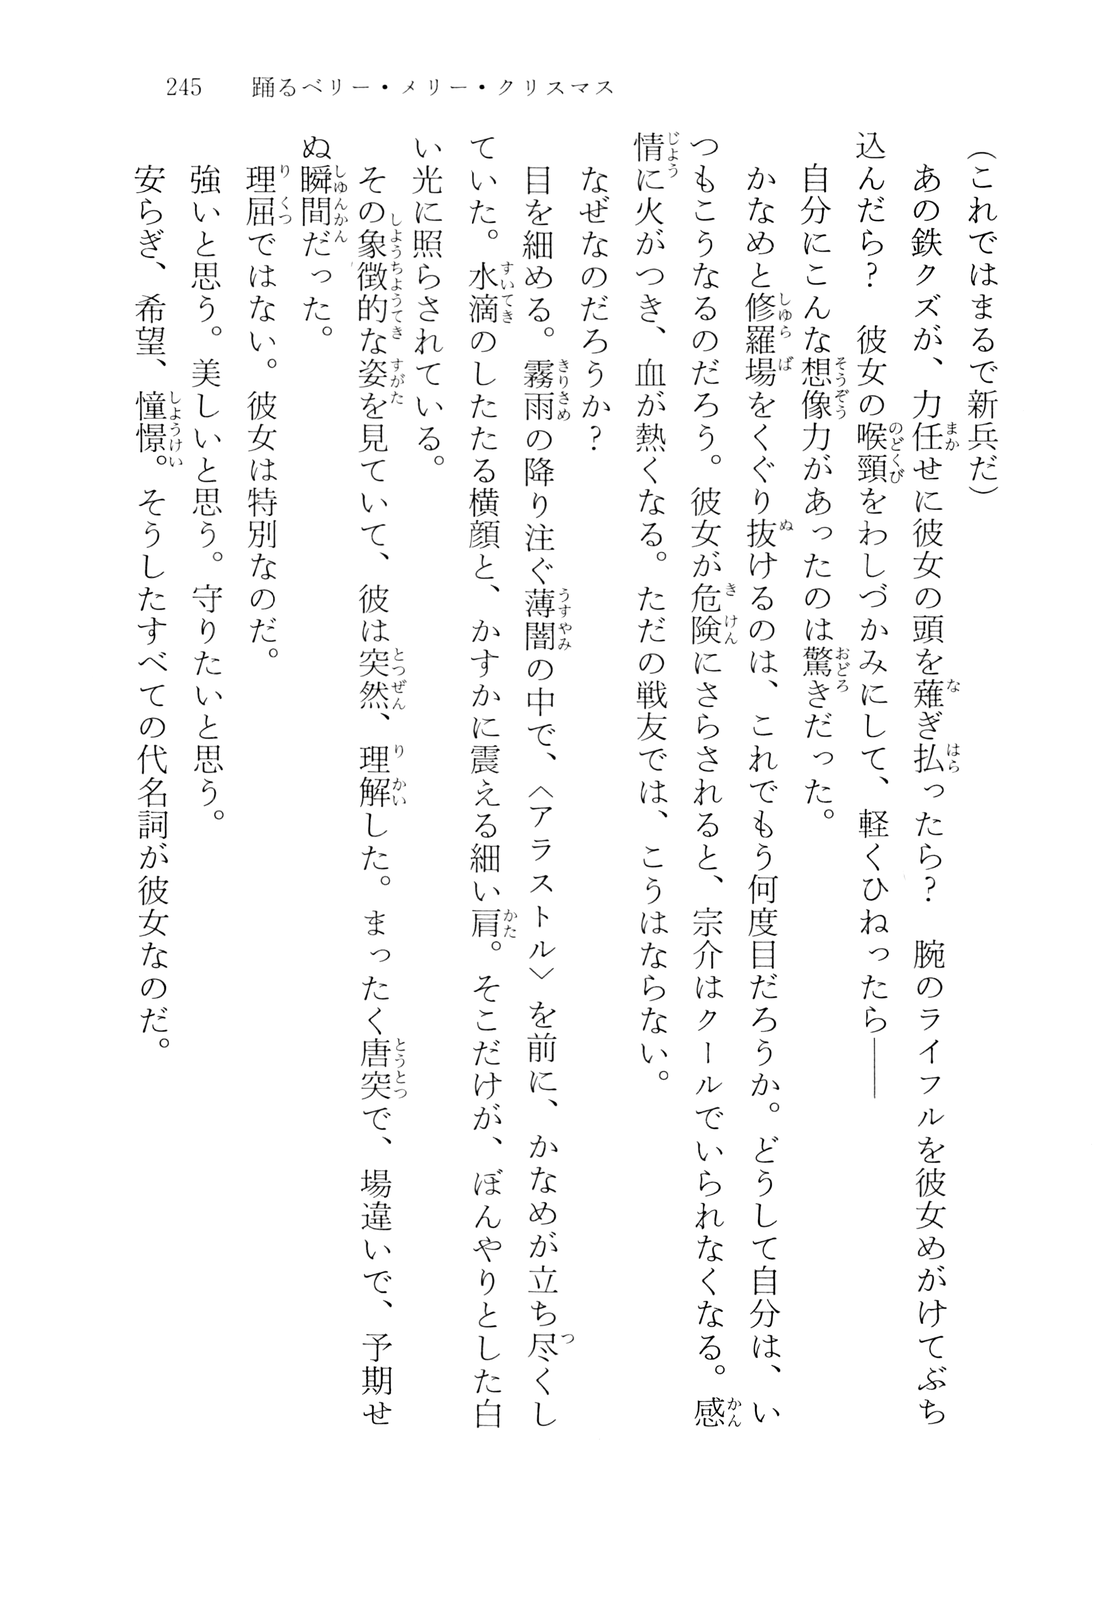 245 踊るベリー・メリー・クリスマス
（これではまるで新兵だ）
あの鉄クズが、力任せに彼女の頭を薙ぎ払ったら？　腕のライフルを彼女めがけてぶち
込んだら？　彼女の喉頸をわしづかみにして、軽くひねったら――
自分にこんな想像力があったのは驚きだった。
かなめと修羅場をくぐり抜けるのは、これでもう何度目だろうか。どうして自分は、い
つもこうなるのだろう。彼女が危険にさらされると、宗介はクールでいられなくなる。感
情に火がつき、血が熱くなる。ただの戦友では、こうはならない。
なぜなのだろうか？
目を細める。霧雨の降り注ぐ薄闇の中で、〈アラストル〉を前に、かなめが立ち尽くし
ていた。水滴のしたたる横顔と、かすかに震える細い肩。そこだけが、ぼんやりとした白
い光に照らされている。
その象徴的な姿を見ていて、彼は突然、理解した。まったく唐突で、場違いで、予期せ
ぬ瞬間だった。
理屈ではない。彼女は特別なのだ。
強いと思う。美しいと思う。守りたいと思う。
安らぎ、希望、憧憬。そうしたすべての代名詞が彼女なのだ。